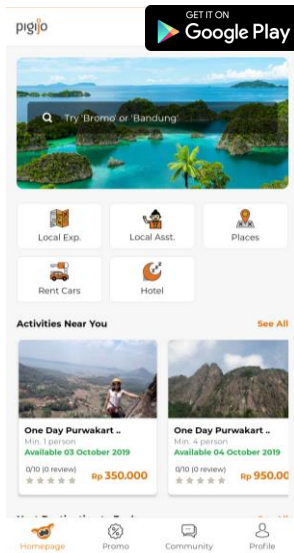 GET IT ON
Google Play
pigijo
Try 'Bromo' or 'Bandung'
Local Exp.
Local Asst.
Places
Rent Cars
Hotel
Activities Near You
See All
One Day Purwakart ..
Min. 1 person
Available 03 October 2019
0/10 (0 review)
Rp 350.000
One Day Purwakart ..
Min. 4 person
Available 04 October 2019
0/10 (0 review)
Rp 950.00
Homepage
Promo
Community
Profile